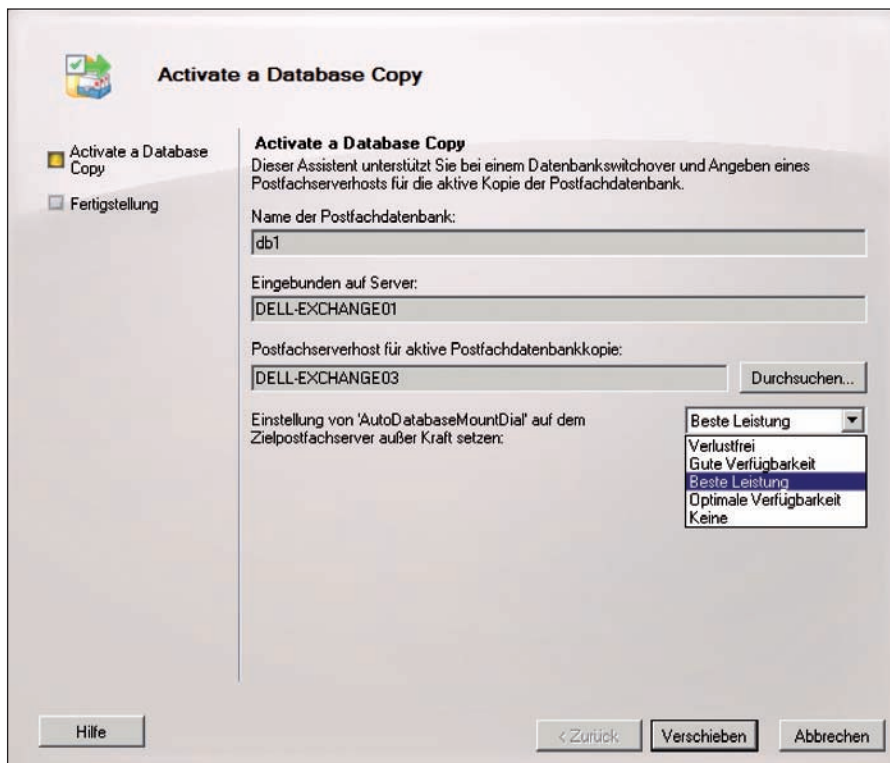 Activate a Database Copy
Activate a Database
Copy
Fertigstellung
Activate a Database Copy
Dieser Assistent unterstützt Sie bei einem Datenbankswitchover und Angeben eines
Postfachserverhosts für die aktive Kopie der Postfachdatenbank.
Name der Postfachdatenbank:
db1
Eingebunden auf Server:
DELL-EXCHANGE01
Postfachserverhost für aktive Postfachdatenbankkopie:
DELL-EXCHANGE03
Durchsuchen...
Einstellung von 'AutoDatabaseMountDial' auf dem
Zielpostfachserver außer Kraft setzen:
Beste Leistung
Verlustfrei
Gute Verfügbarkeit
Beste Leistung
Optimale Verfügbarkeit
Keine
Hilfe
< Zurück
Verschieben
Abbrechen